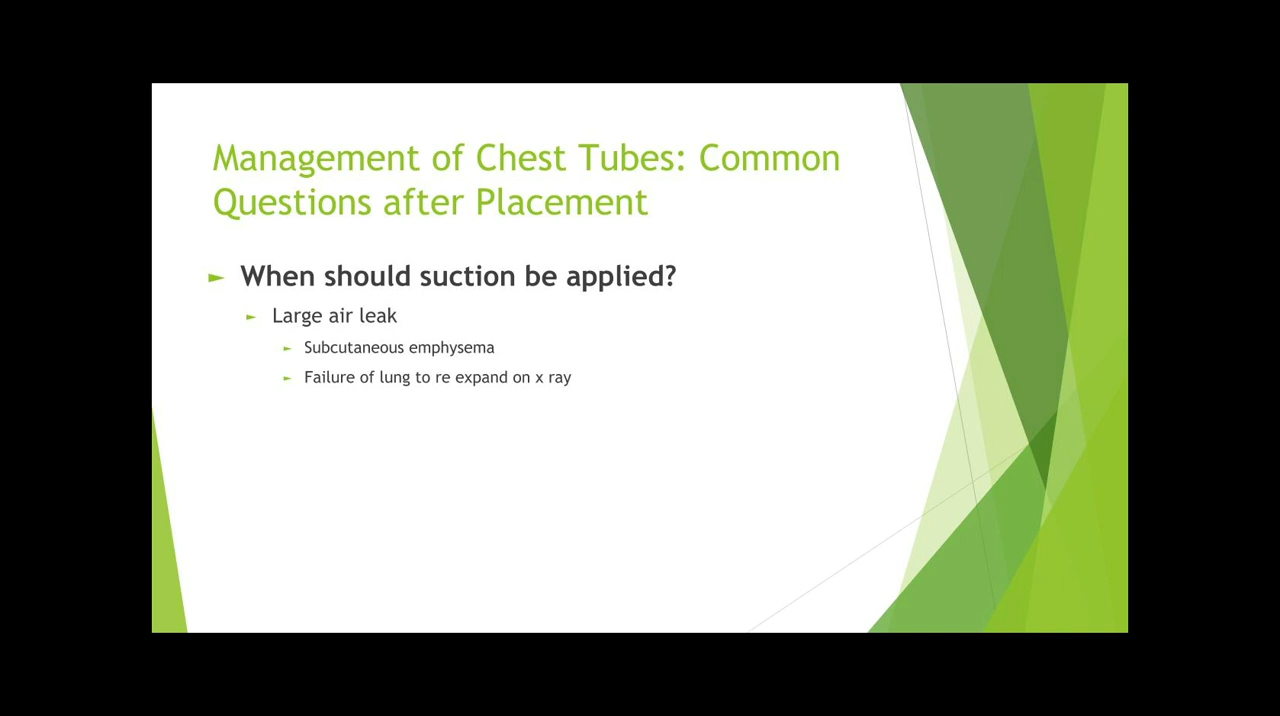 Management of Chest Tubes: Common
Questions after Placement
When should suction be applied?
Large air leak
Subcutaneous emphysema
Failure of lung to re expand on x ray